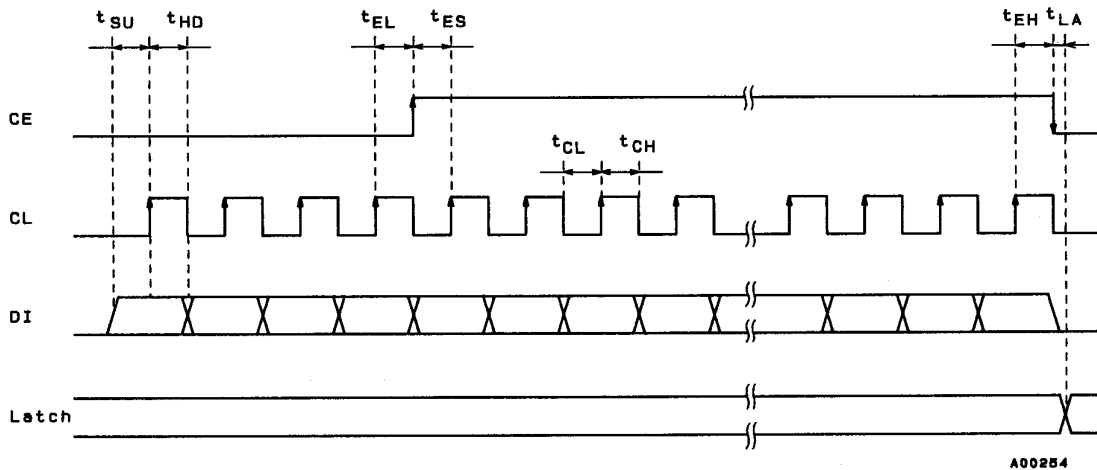 tSU tHD tEL tES tEH tLA
CE
tCL tCH
CL
DI
Latch
A00254